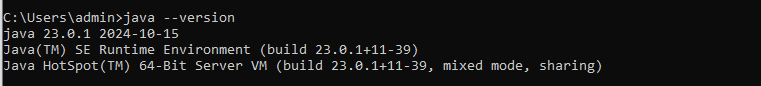 C:\Users\admin>java --version
java 23.0.1 2024-10-15
Java(TM) SE Runtime Environment (build 23.0.1+11-39)
Java HotSpot(TM) 64-Bit Server VM (build 23.0.1+11-39, mixed mode, sharing)